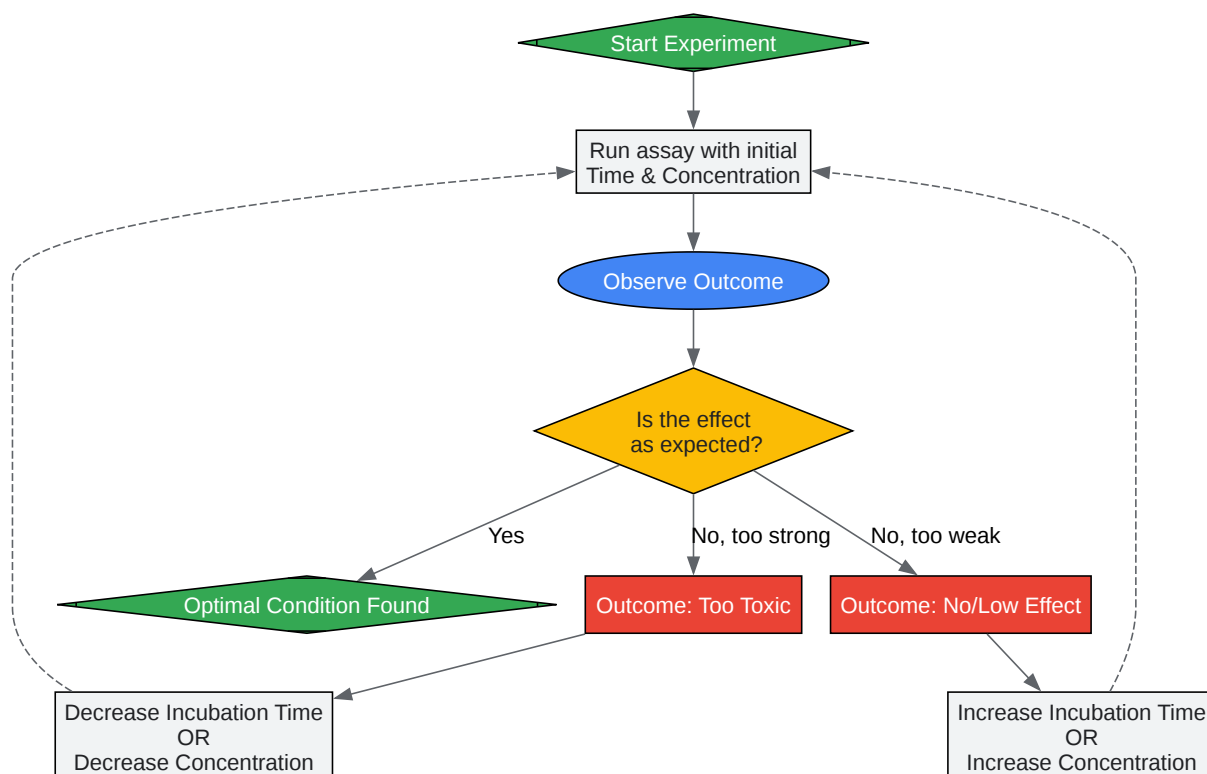 Start Experiment
Run assay with initial
Time & Concentration
Observe Outcome
Is the effect
as expected?
Yes
No, too strong
No, too weak
Optimal Condition Found
Outcome: Too Toxic
Outcome: No/Low Effect
Decrease Incubation Time
OR
Decrease Concentration
Increase Incubation Time
OR
Increase Concentration